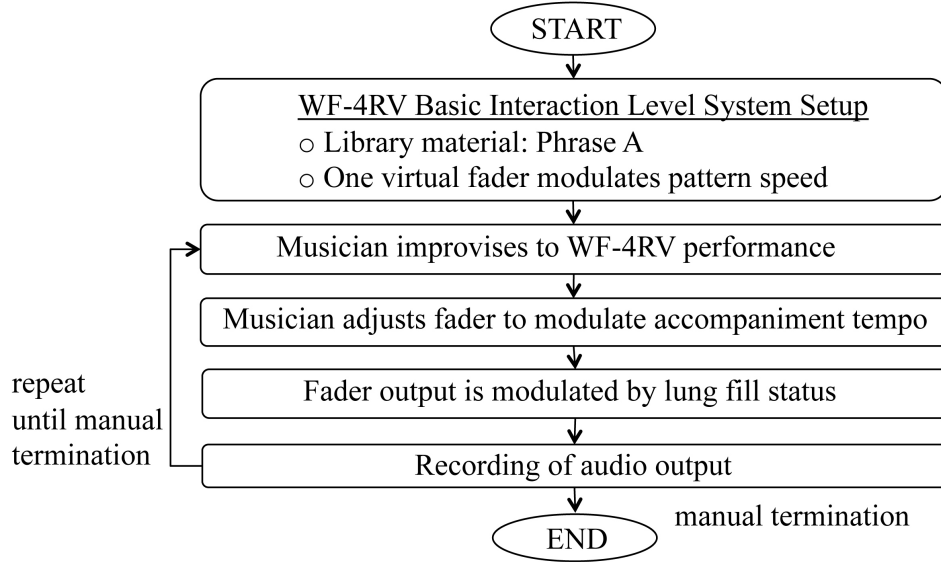 START
WF-4RV Basic Interaction Level System Setup
○ Library material: Phrase A
○ One virtual fader modulates pattern speed
Musician improvises to WF-4RV performance
Musician adjusts fader to modulate accompaniment tempo
Fader output is modulated by lung fill status
repeat
until manual
termination
Recording of audio output
manual termination
END